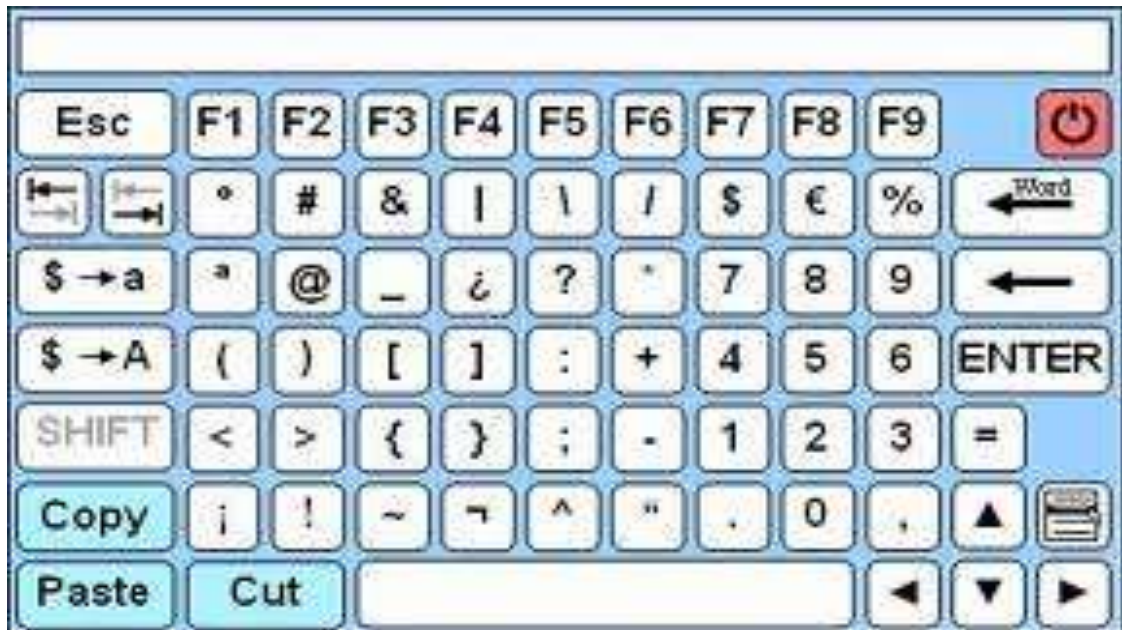 Esc F1 F2 F3 F4 F5 F6 F7 F8 F9
° # & | \ / $ € % Word
$ → a ª @ _ ¿ ? 7 8 9 ←
$ → A ( ) [ ] : + 4 5 6 ENTER
SHIFT < > { } ; - 1 2 3 =
Copy ¡ ! ~ ¬ ^ " . 0 , ▲
Paste Cut ◄ ▼ ►